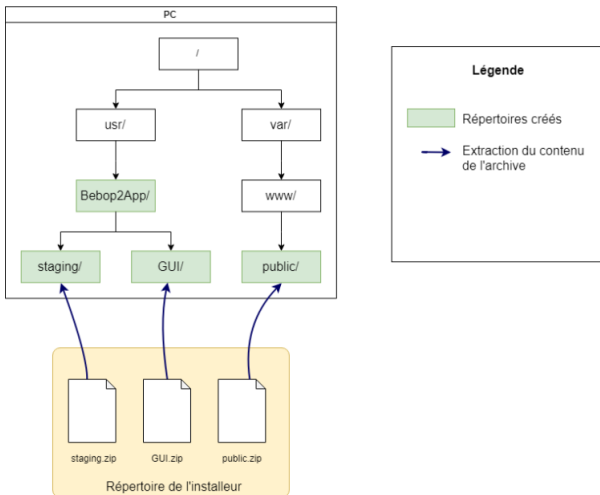 PC
/
usr/
var/
Bebop2App/
www/
staging/
GUI/
public/
staging.zip
GUI.zip
public.zip
Répertoire de l'installeur
Légende
Répertoires créés
Extraction du contenu
de l'archive